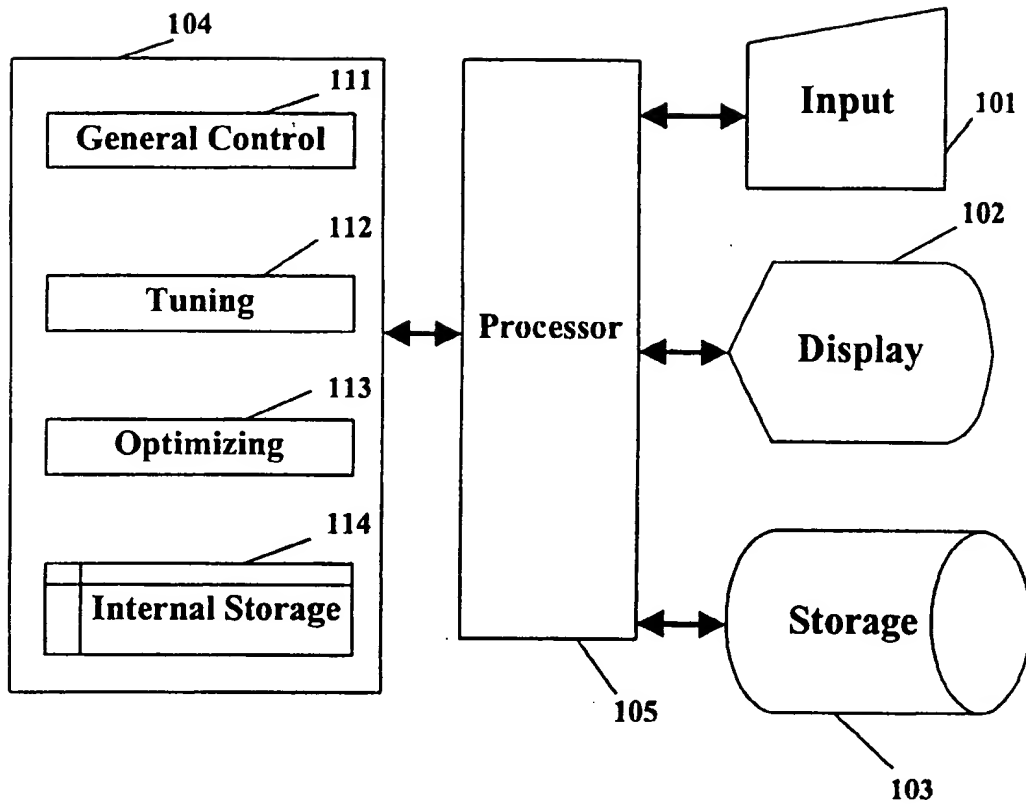 104
111
General Control
112
Tuning
113
Optimizing
114
Internal Storage
Processor
105
Input
101
102
Display
Storage
103